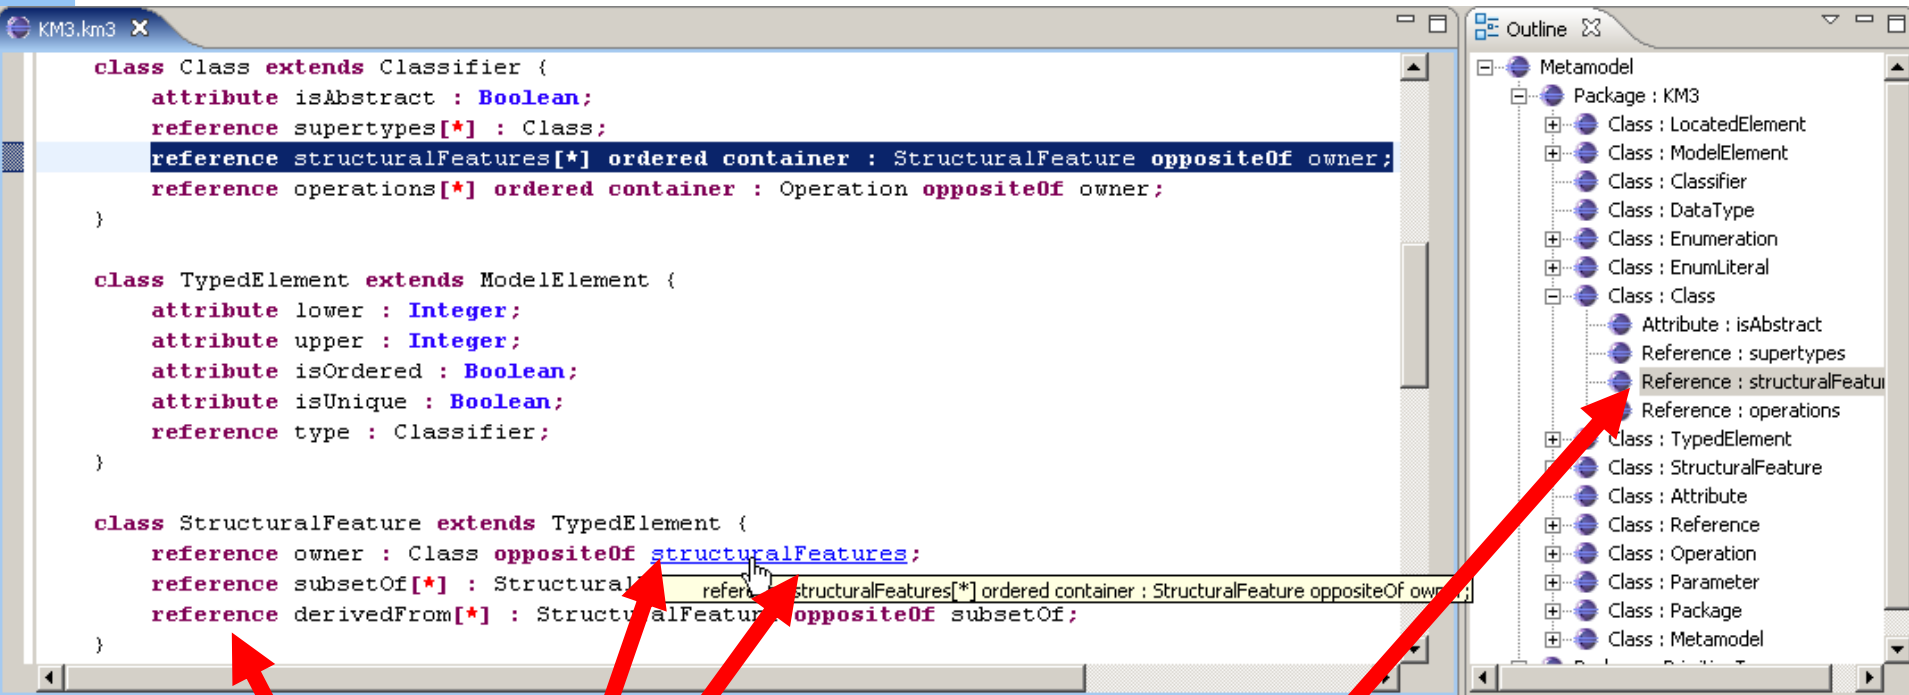 KM3.km3
class Class extends Classifier {
attribute isAbstract : Boolean;
reference supertypes[*] : Class;
reference structuralFeatures[*] ordered container : StructuralFeature oppositeOf owner;
reference operations[*] ordered container : Operation oppositeOf owner;
}
class TypedElement extends ModelElement {
attribute lower : Integer;
attribute upper : Integer;
attribute isOrdered : Boolean;
attribute isUnique : Boolean;
reference type : Classifier;
}
class StructuralFeature extends TypedElement {
reference owner : Class oppositeOf structuralFeatures;
reference subsetOf[*] :
structuralFeatures[*] ordered container : StructuralFeature oppositeOf
reference derivedFrom[*] : StructuralFeature oppositeOf subsetOf;
}
Outline
Metamodel
Package : KM3
Class : LocatedElement
Class : ModelElement
Class : Classifier
Class : DataType
Class : Enumeration
Class : EnumLiteral
Class : Class
Attribute : isAbstract
Reference : supertypes
Reference : structuralFeatu
Reference : operations
Class : TypedElement
Class : StructuralFeature
Class : Attribute
Class : Reference
Class : Operation
Class : Parameter
Class : Package
Class : Metamodel